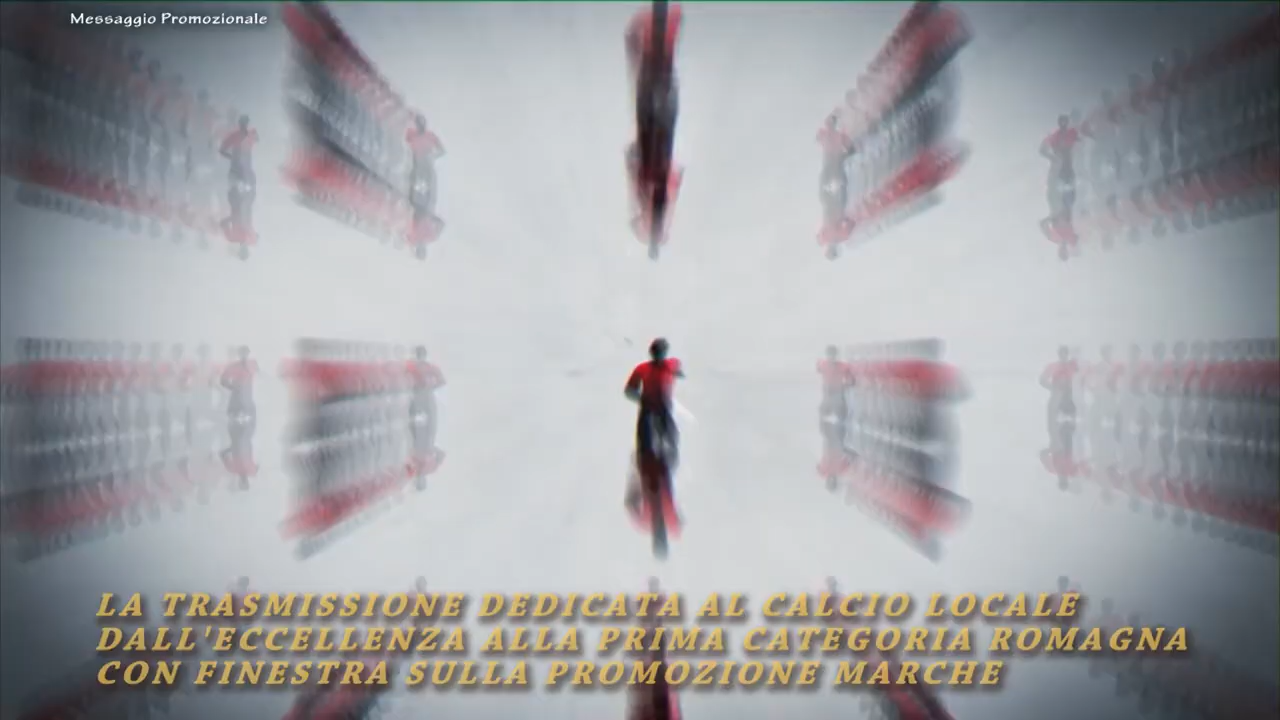 Messaggio Promozionale
LA TRASMISSIONE DEDICATA AL CALCIO LOCALE
DALL'ECCELLENZA ALLA PRIMA CATEGORIA ROMAGNA
CON FINESTRA SULLA PROMOZIONE MARCHE